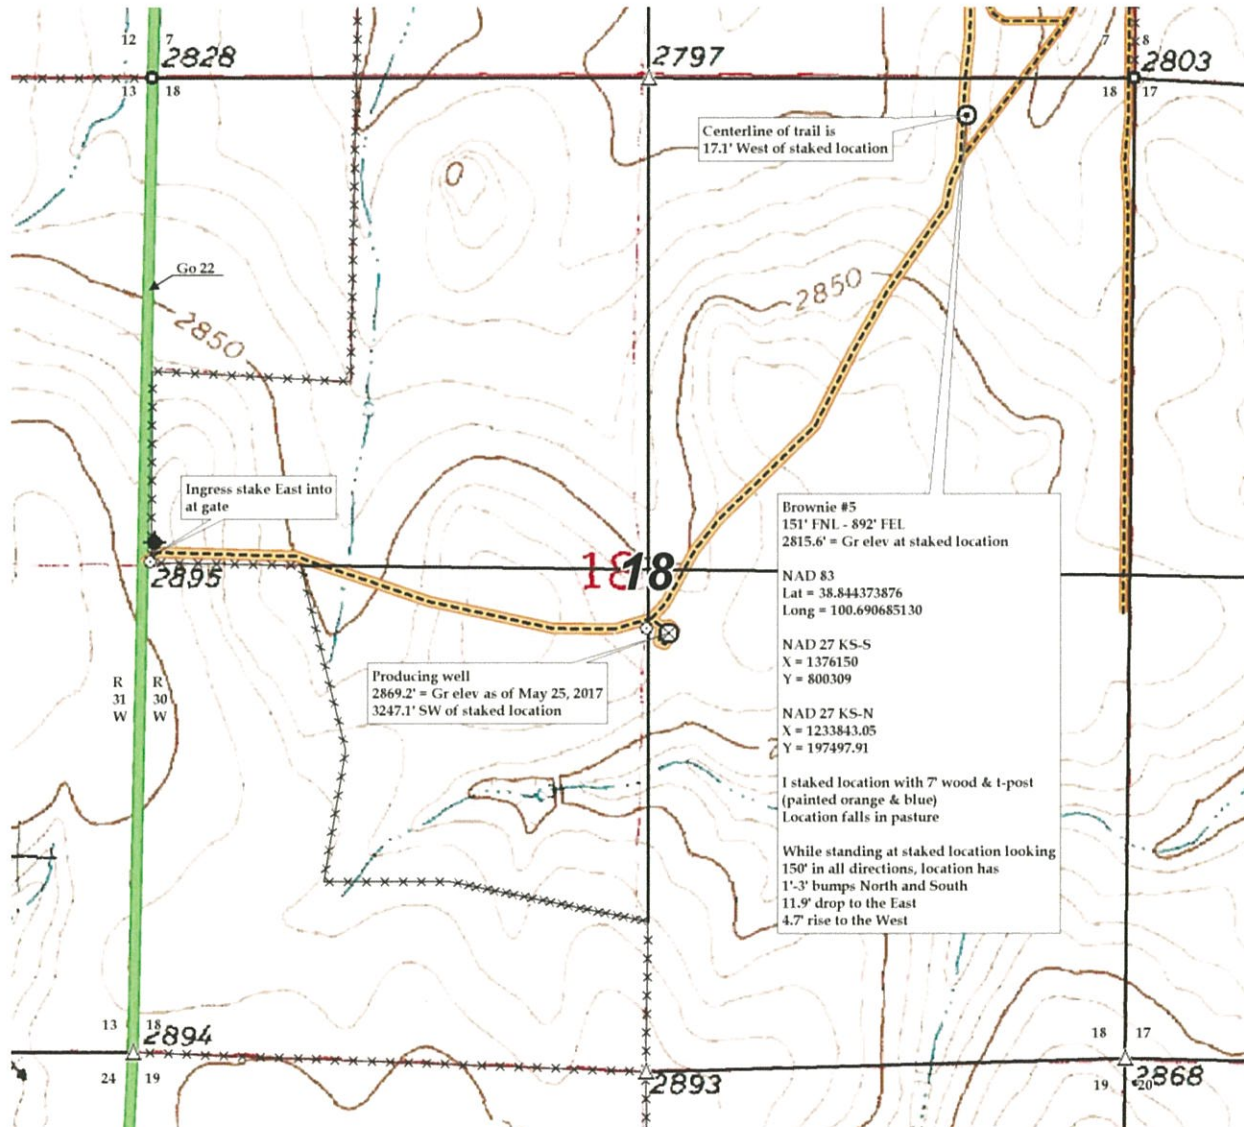 12 7
2828
13 18
2797
7 8
2803
18 17
Centerline of trail is
17.1' West of staked location
0
Go 22
2850
2850
Ingress stake East into
at gate
2895
18
18
Brownie #5
151' FNL - 892' FEL
2815.6' = Gr elev at staked location
NAD 83
Lat = 38.844373876
Long = 100.690685130
NAD 27 KS-S
X = 1376150
Y = 800309
NAD 27 KS-N
X = 1233843.05
Y = 197497.91
I staked location with 7' wood & t-post
(painted orange & blue)
Location falls in pasture
While standing at staked location looking
150' in all directions, location has
1'-3' bumps North and South
11.9' drop to the East
4.7' rise to the West
Producing well
2869.2' = Gr elev as of May 25, 2017
3247.1' SW of staked location
R R
31 30
W W
13 18
2894
24 19
2893
18 17
2868
19 20